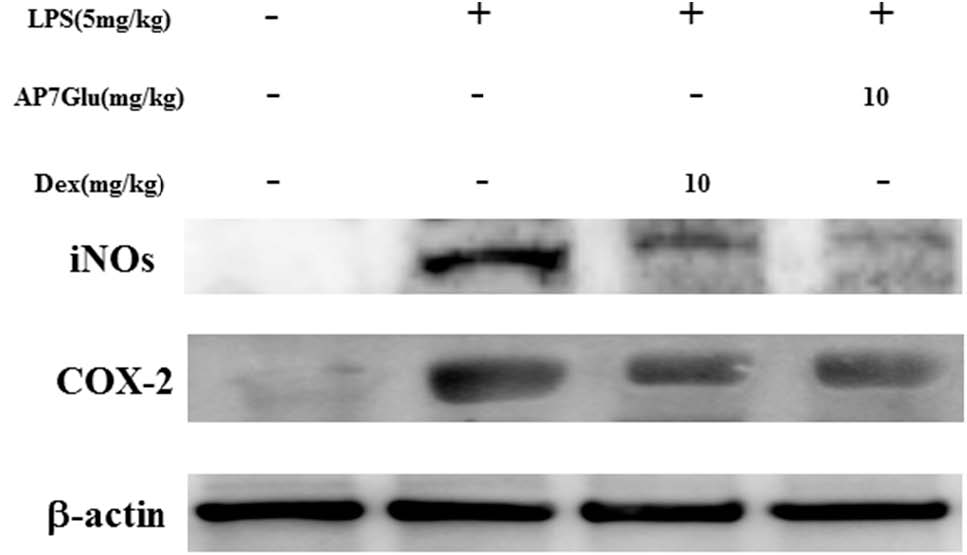 LPS(5mg/kg) - + + +
AP7Glu(mg/kg) - - - 10
Dex(mg/kg) - - 10 -
iNOs
COX-2
β-actin